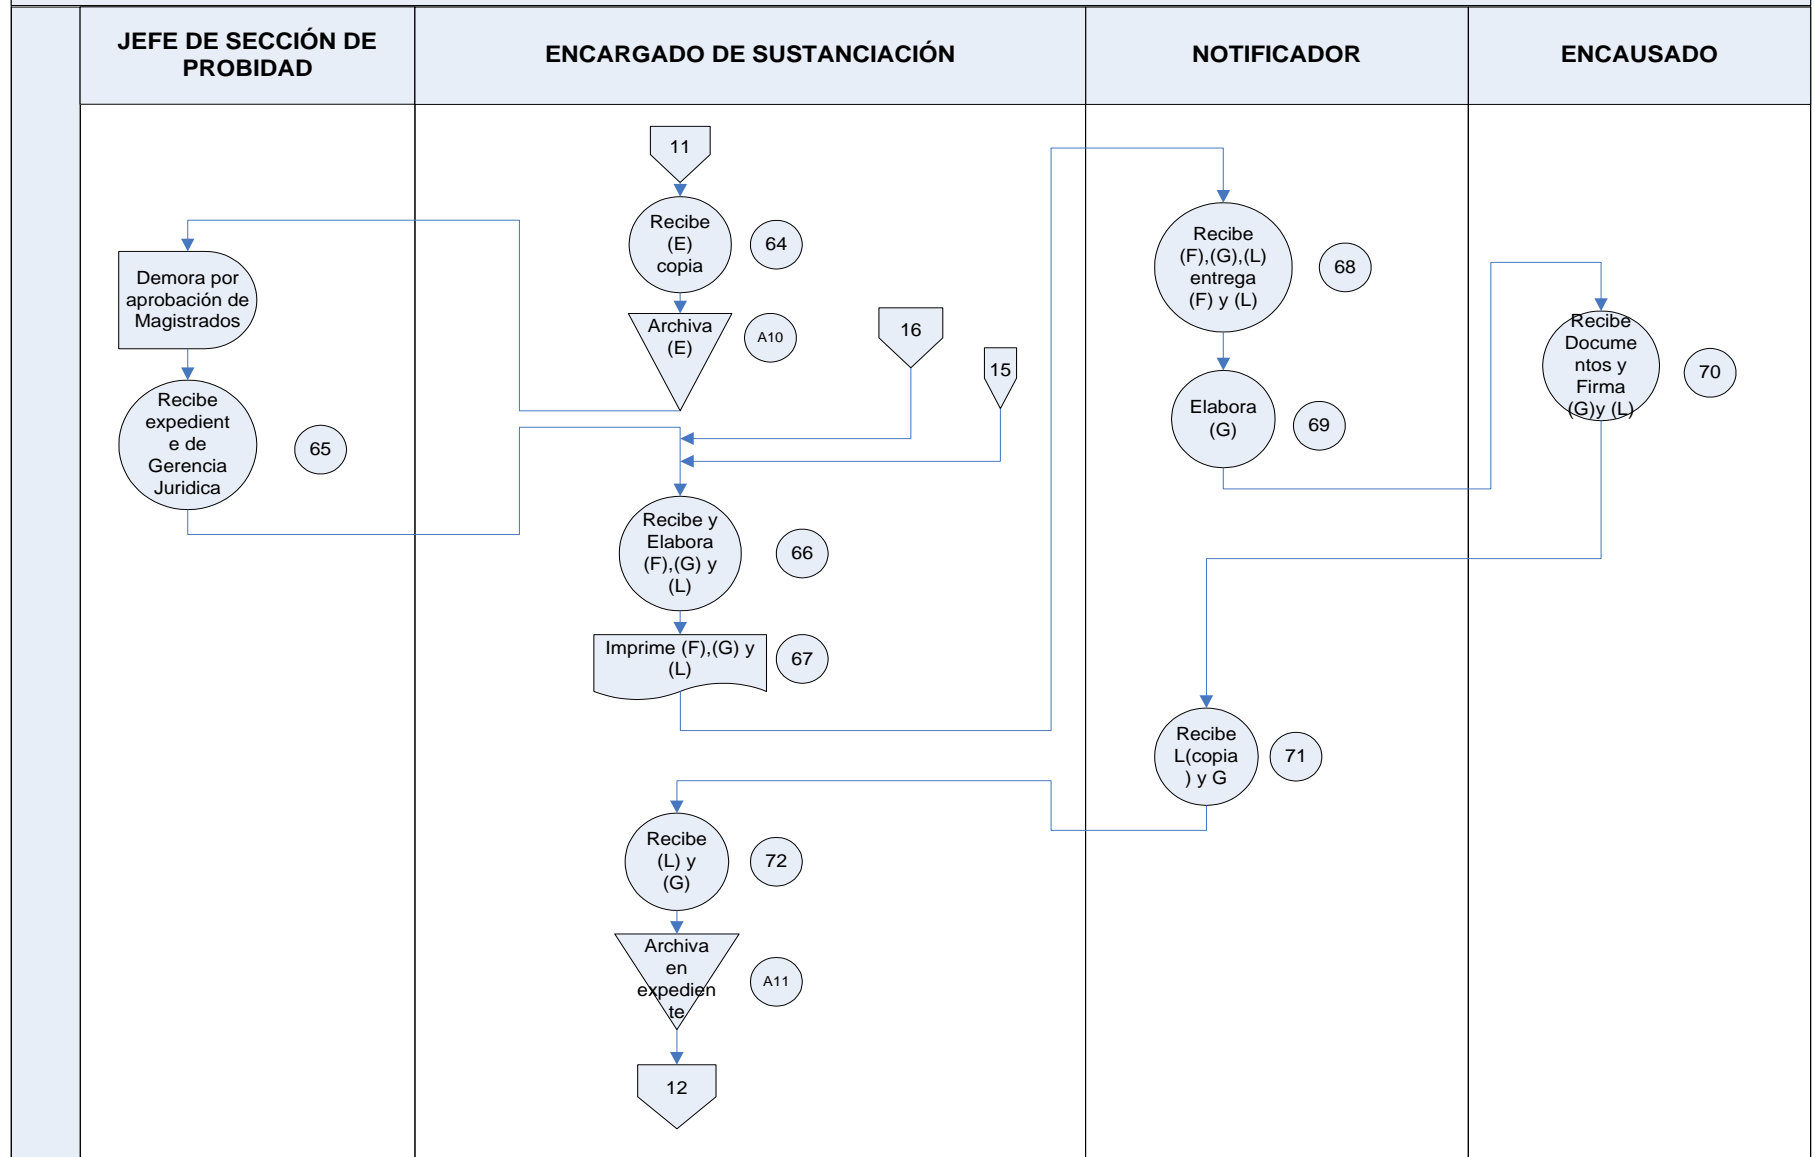 JEFE DE SECCIÓN DE
PROBIDAD
ENCARGADO DE SUSTANCIACIÓN
NOTIFICADOR
ENCAUSADO
11
Recibe
(E)
copia
64
Archiva
(E)
A10
16
15
Demora por
aprobación de
Magistrados
Recibe
expedient
e de
Gerencia
Juridica
65
Recibe y
Elabora
(F),(G) y
(L)
66
Imprime (F),(G) y
(L)
67
Recibe
(F),(G),(L)
entrega
(F) y (L)
68
Elabora
(G)
69
Recibe
Docume
ntos y
Firma
(G)y (L)
70
Recibe
L(copia
) y G
71
Recibe
(L) y
(G)
72
Archiva
en
expedien
te
A11
12